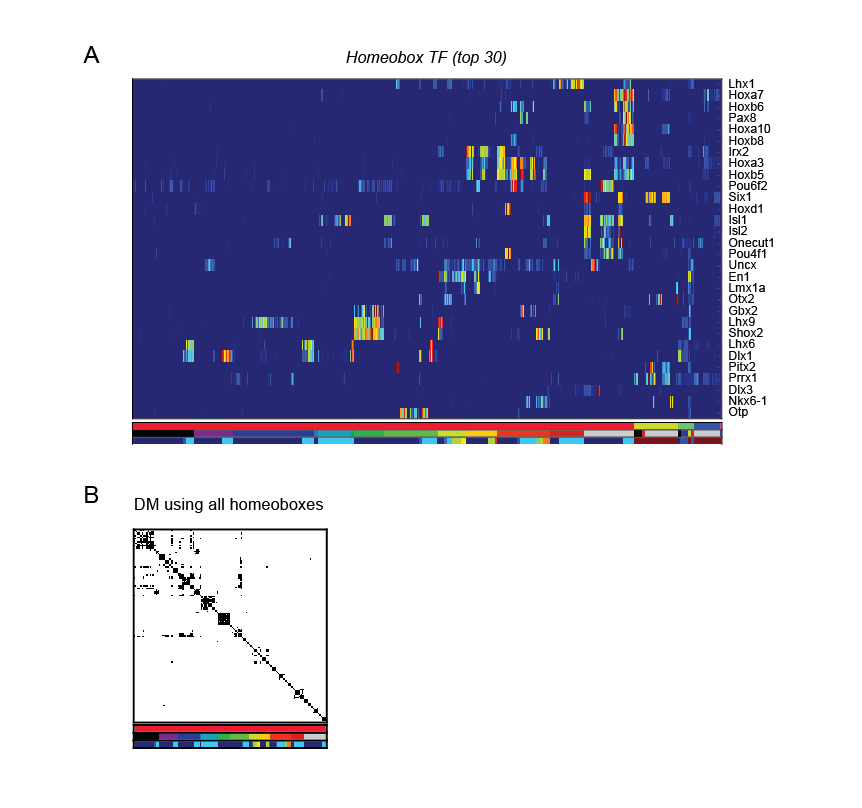 A
Homeobox TF (top 30)
Lhx1
Hoxa7
Hoxb6
Pax8
Hoxa10
Hoxb8
Irx2
Hoxa3
Hoxb5
Pou6f2
Six1
Hoxd1
Isl1
Isl2
Onecut1
Pou4f1
Uncx
En1
Lmx1a
Otx2
Gbx2
Lhx9
Shox2
Lhx6
Dlx1
Pitx2
Prrx1
Dlx3
Nkx6-1
Otp
B
DM using all homeoboxes